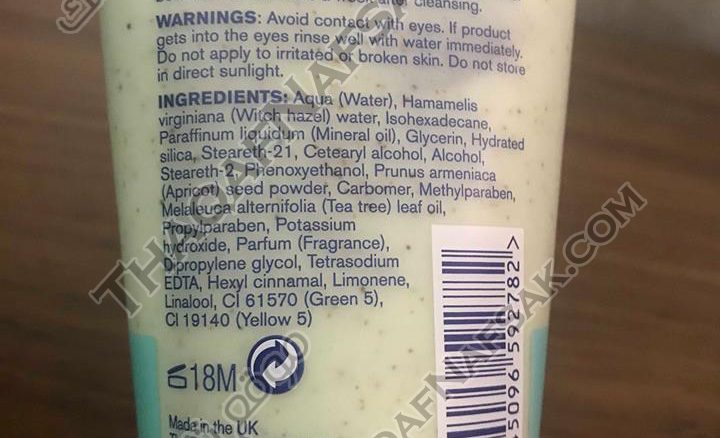 cleansing.
WARNINGS: Avoid contact with eyes. If product
gets into the eyes rinse well with water immediately.
Do not apply to irritated or broken skin. Do not store
in direct sunlight.
INGREDIENTS: Aqua (Water), Hamamelis
virginiana (Witch hazel) water, Isohexadecane,
Paraffinum liquidum (Mineral oil), Glycerin, Hydrated
silica, Steareth-21, Cetearyl alcohol, Alcohol,
Steareth-2, Phenoxyethanol, Prunus armeniaca
(Apricot) seed powder, Carbomer, Methylparaben,
Melaleuca alternifolia (Tea tree) leaf oil,
Propylparaben, Potassium
hydroxide, Parfum (Fragrance),
Dipropylene glycol, Tetrasodium
EDTA, Hexyl cinnamal, Limonene,
Linalool, CI 61570 (Green 5),
CI 19140 (Yellow 5)
18M
Made in the UK
592782 >
THAQAFNAFSAK.COM